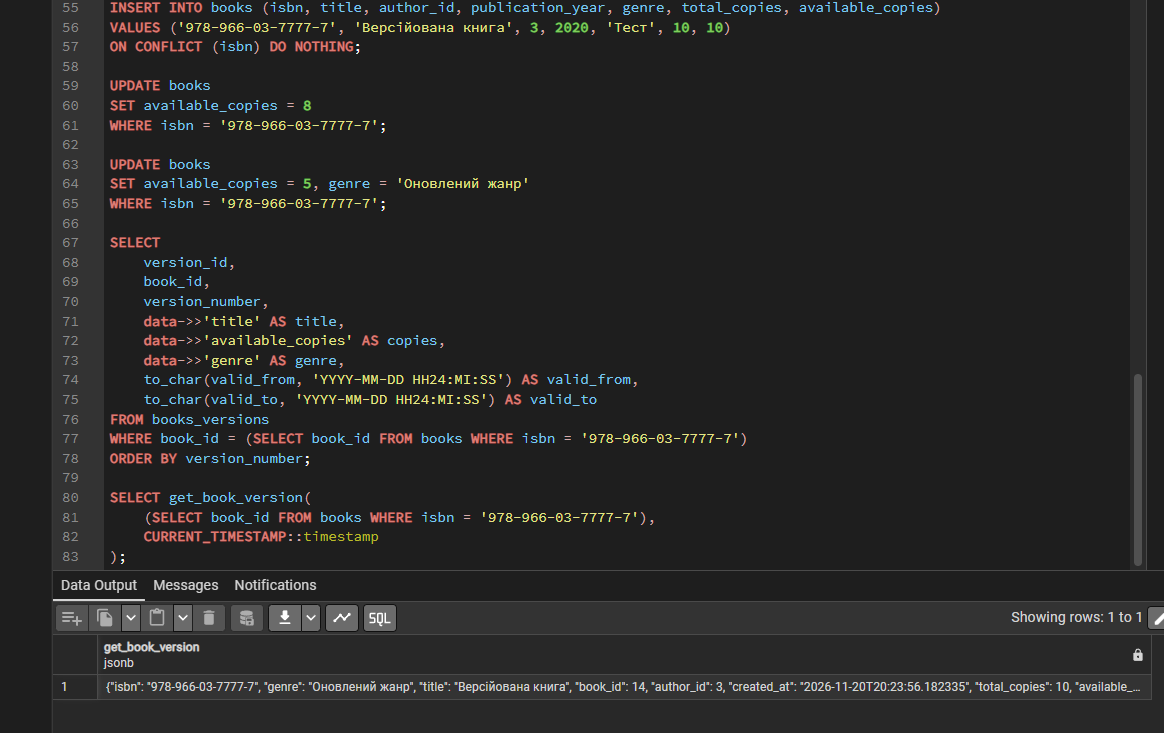 55 INSERT INTO books (isbn, title, author_id, publication_year, genre, total_copies, available_copies)
56 VALUES ('978-966-03-7777-7', 'Версійована книга', 3, 2020, 'Тест', 10, 10)
57 ON CONFLICT (isbn) DO NOTHING;
58
59 UPDATE books
60 SET available_copies = 8
61 WHERE isbn = '978-966-03-7777-7';
62
63 UPDATE books
64 SET available_copies = 5, genre = 'Оновлений жанр'
65 WHERE isbn = '978-966-03-7777-7';
66
67 SELECT
68     version_id,
69     book_id,
70     version_number,
71     data->>'title' AS title,
72     data->>'available_copies' AS copies,
73     data->>'genre' AS genre,
74     to_char(valid_from, 'YYYY-MM-DD HH24:MI:SS') AS valid_from,
75     to_char(valid_to, 'YYYY-MM-DD HH24:MI:SS') AS valid_to
76 FROM books_versions
77 WHERE book_id = (SELECT book_id FROM books WHERE isbn = '978-966-03-7777-7')
78 ORDER BY version_number;
79
80 SELECT get_book_version(
81     (SELECT book_id FROM books WHERE isbn = '978-966-03-7777-7'),
82     CURRENT_TIMESTAMP::timestamp
83 );
Data Output Messages Notifications
SQL Showing rows: 1 to 1
get_book_version
jsonb
1 {"isbn": "978-966-03-7777-7", "genre": "Оновлений жанр", "title": "Версійована книга", "book_id": 14, "author_id": 3, "created_at": "2026-11-20T20:23:56.182335", "total_copies": 10, "available_...